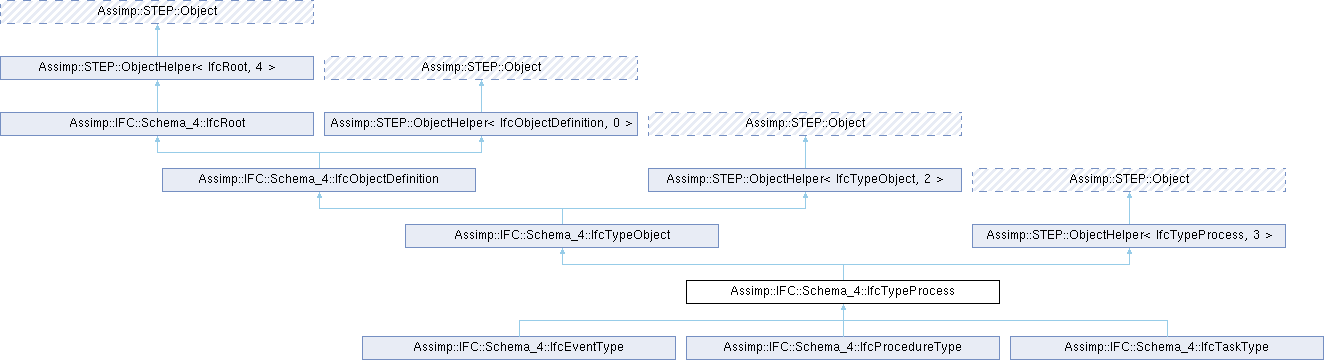 Assimp::STEP::Object
Assimp::STEP::ObjectHelper< IfcRoot, 4 >
Assimp::STEP::Object
Assimp::IFC::Schema_4::IfcRoot
Assimp::STEP::ObjectHelper< IfcObjectDefinition, 0 >
Assimp::STEP::Object
Assimp::IFC::Schema_4::IfcObjectDefinition
Assimp::STEP::ObjectHelper< IfcTypeObject, 2 >
Assimp::STEP::Object
Assimp::IFC::Schema_4::IfcTypeObject
Assimp::STEP::ObjectHelper< IfcTypeProcess, 3 >
Assimp::IFC::Schema_4::IfcTypeProcess
Assimp::IFC::Schema_4::IfcEventType
Assimp::IFC::Schema_4::IfcProcedureType
Assimp::IFC::Schema_4::IfcTaskType